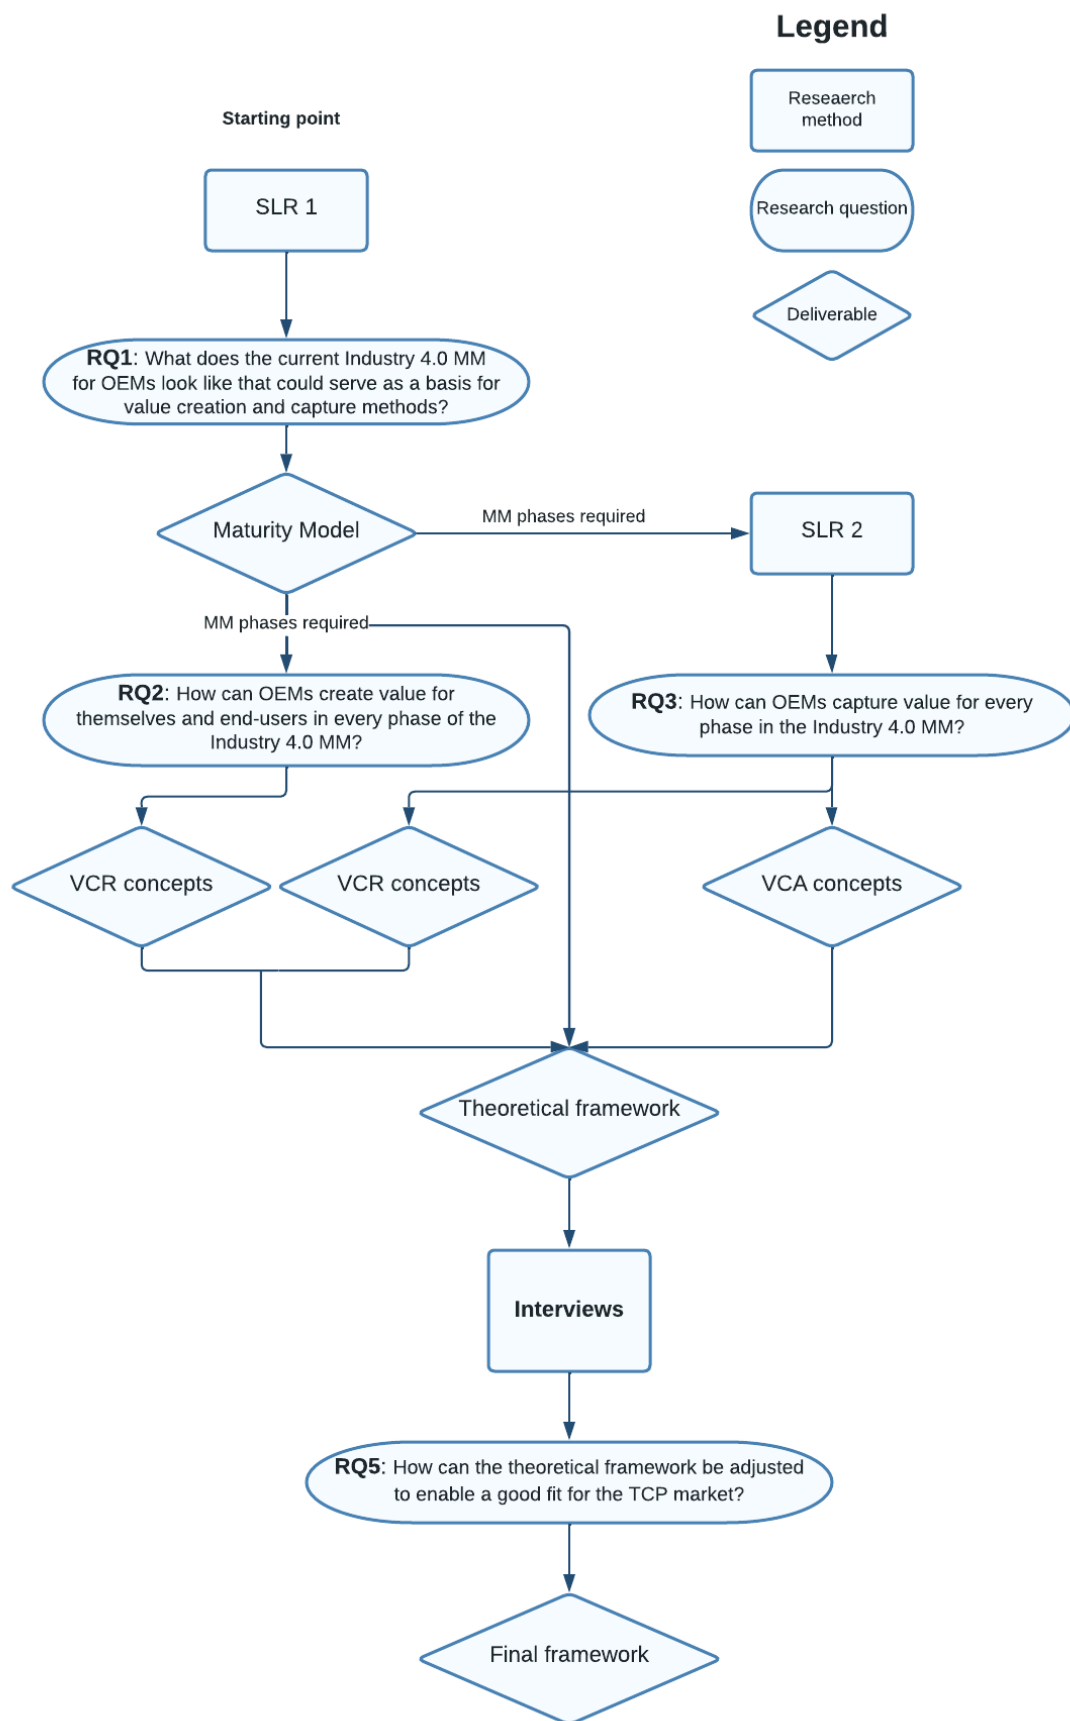 Legend
Reseaerch
method
Research question
Deliverable
Starting point
SLR 1
RQ1: What does the current Industry 4.0 MM
for OEMs look like that could serve as a basis for
value creation and capture methods?
Maturity Model
MM phases required
SLR 2
MM phases required
RQ2: How can OEMs create value for
themselves and end-users in every phase of the
Industry 4.0 MM?
RQ3: How can OEMs capture value for every
phase in the Industry 4.0 MM?
VCR concepts
VCR concepts
VCA concepts
Theoretical framework
Interviews
RQ5: How can the theoretical framework be adjusted
to enable a good fit for the TCP market?
Final framework